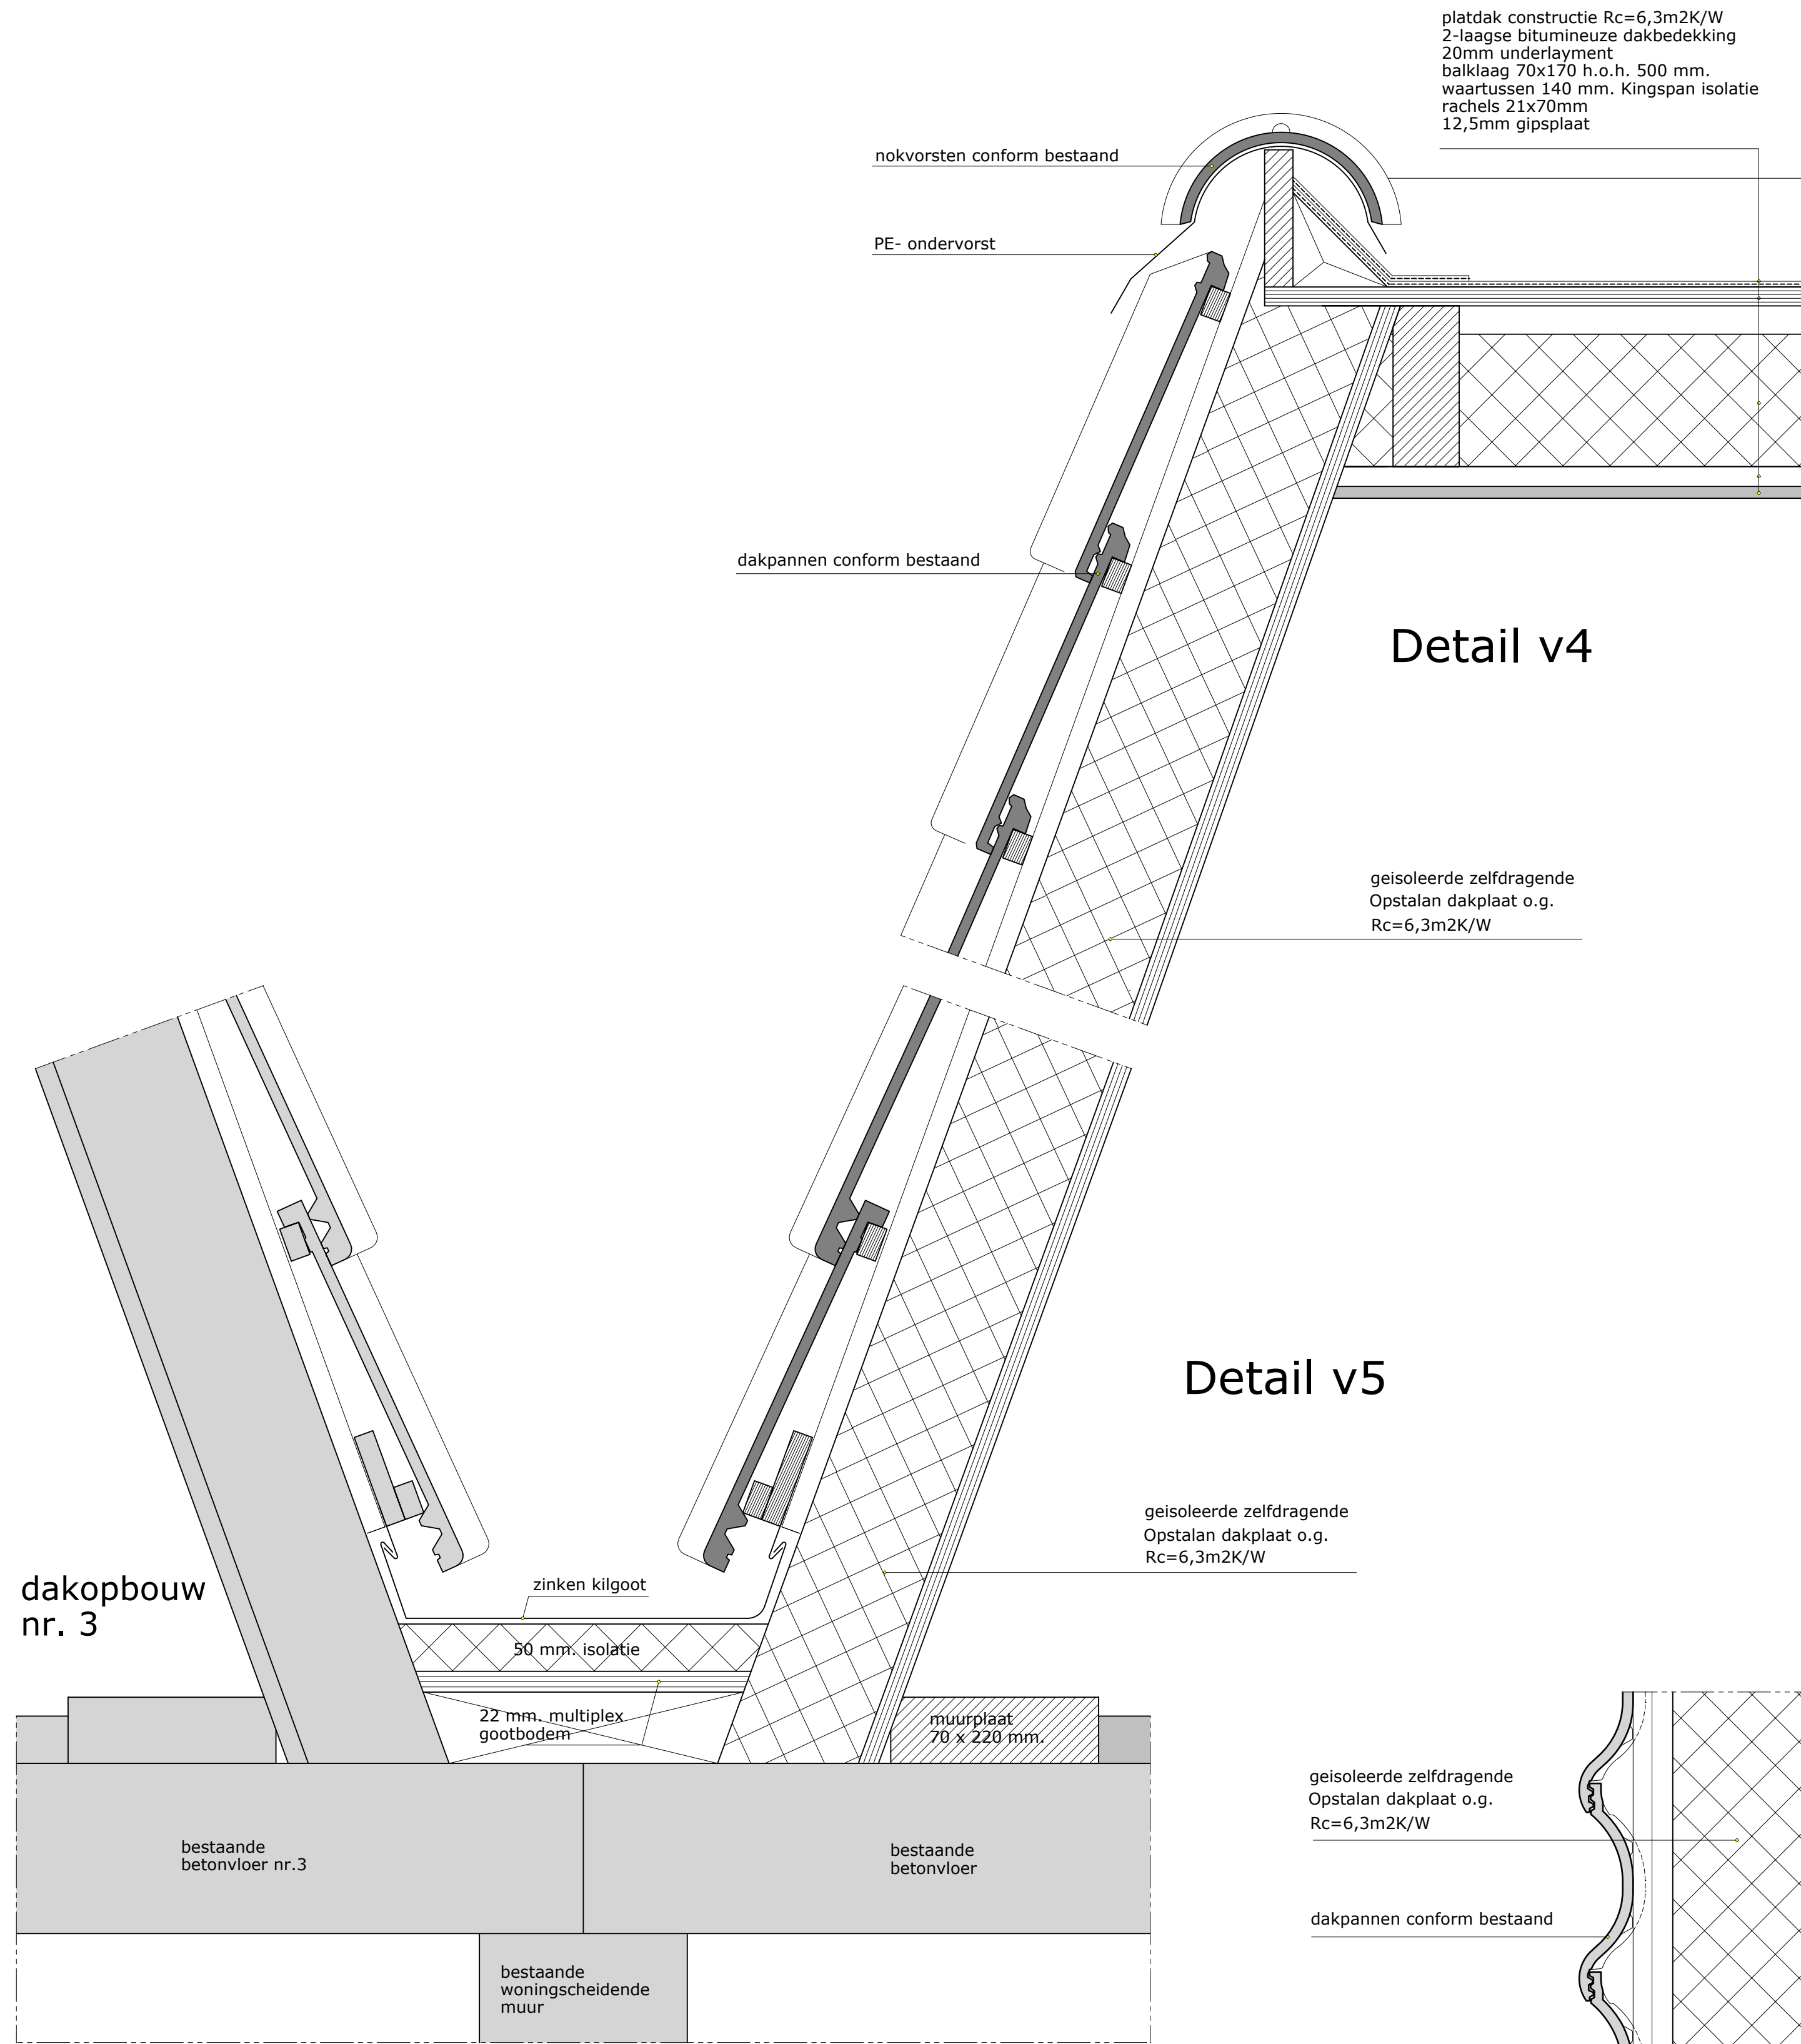 platdak constructie Rc=6,3m2K/W
2-laagse bitumineuze dakbedekking
20mm underlayment
balklaag 70x170 h.o.h. 500 mm.
waartussen 140 mm. Kingspan isolatie
rachels 21x70mm
12,5mm gipsplaat
nokvorsten conform bestaand
PE- ondervorst
dakpannen conform bestaand
Detail v4
geisoleerde zelfdragende
Opstalan dakplaat o.g.
Rc=6,3m2K/W
Detail v5
geisoleerde zelfdragende
Opstalan dakplaat o.g.
Rc=6,3m2K/W
dakopbouw
nr. 3
zinken kilgoot
50 mm. isolatie
22 mm. multiplex
gootbodem
muurplaat
70 x 220 mm.
bestaande
betonvloer nr.3
bestaande
betonvloer
bestaande
woningscheidende
muur
geisoleerde zelfdragende
Opstalan dakplaat o.g.
Rc=6,3m2K/W
dakpannen conform bestaand